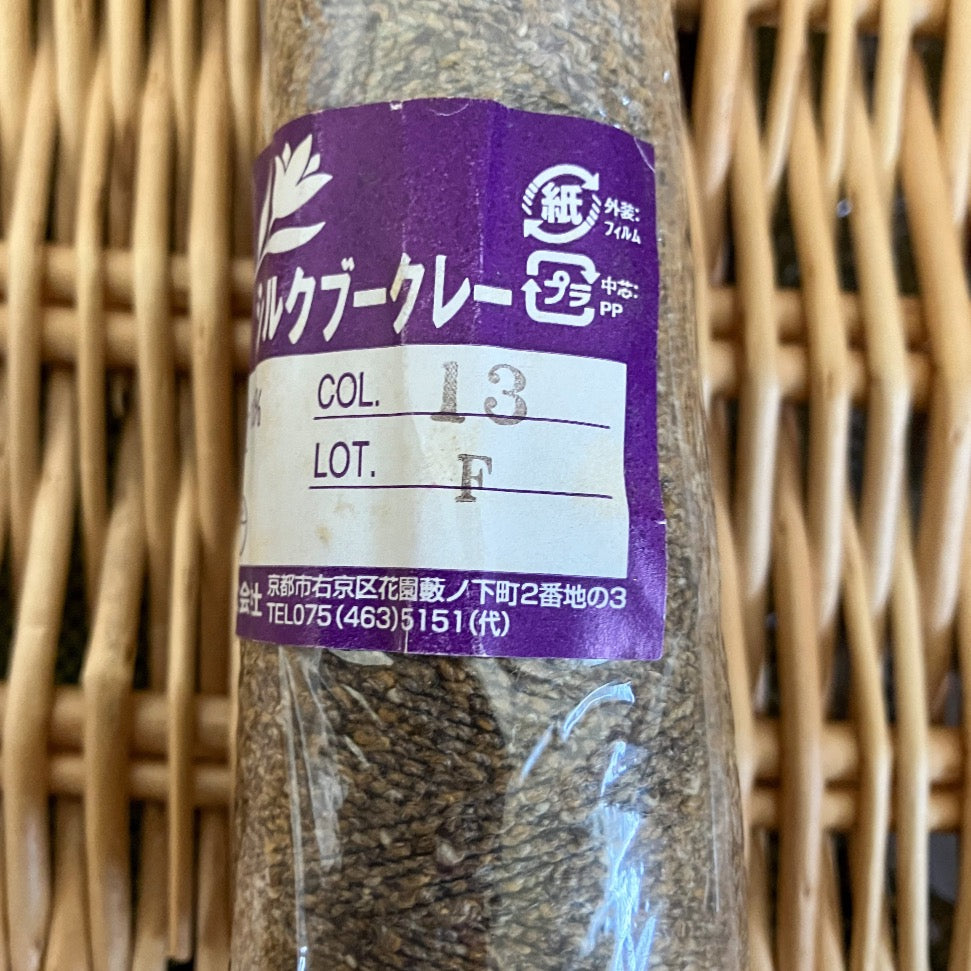 紙
外装:
フィルム
シルクブークレー
プラ
中芯:
PP
COL. 13
LOT. F
会社
京都市右京区花園藪ノ下町2番地の3
TEL075(463)5151(代)